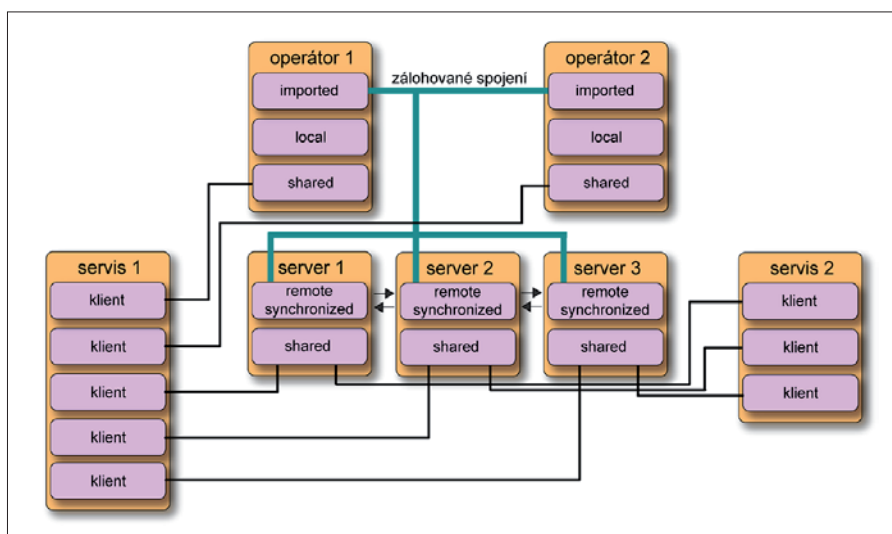 operátor 1
imported
local
shared
zálohované spojení
operátor 2
imported
local
shared
servis 1
klient
klient
klient
klient
klient
server 1
remote
synchronized
shared
server 2
remote
synchronized
shared
server 3
remote
synchronized
shared
servis 2
klient
klient
klient